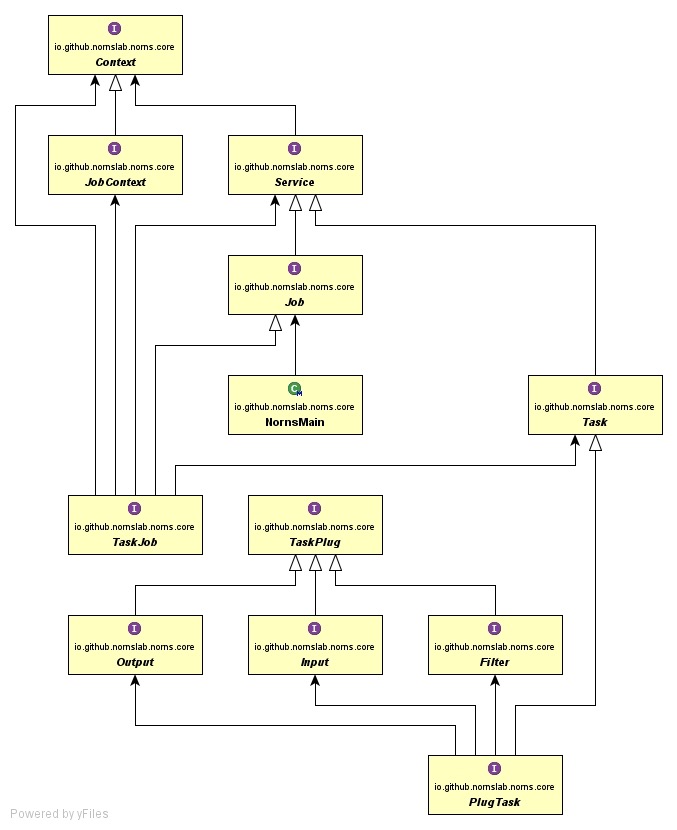 I
io.github.nornslab.norns.core
Context
I
io.github.nornslab.norns.core
JobContext
I
io.github.nornslab.norns.core
Service
I
io.github.nornslab.norns.core
Job
C
M
io.github.nornslab.norns.core
NornsMain
I
io.github.nornslab.norns.core
Task
I
io.github.nornslab.norns.core
TaskJob
I
io.github.nornslab.norns.core
TaskPlug
I
io.github.nornslab.norns.core
Output
I
io.github.nornslab.norns.core
Input
I
io.github.nornslab.norns.core
Filter
I
io.github.nornslab.norns.core
PlugTask
Powered by yFiles